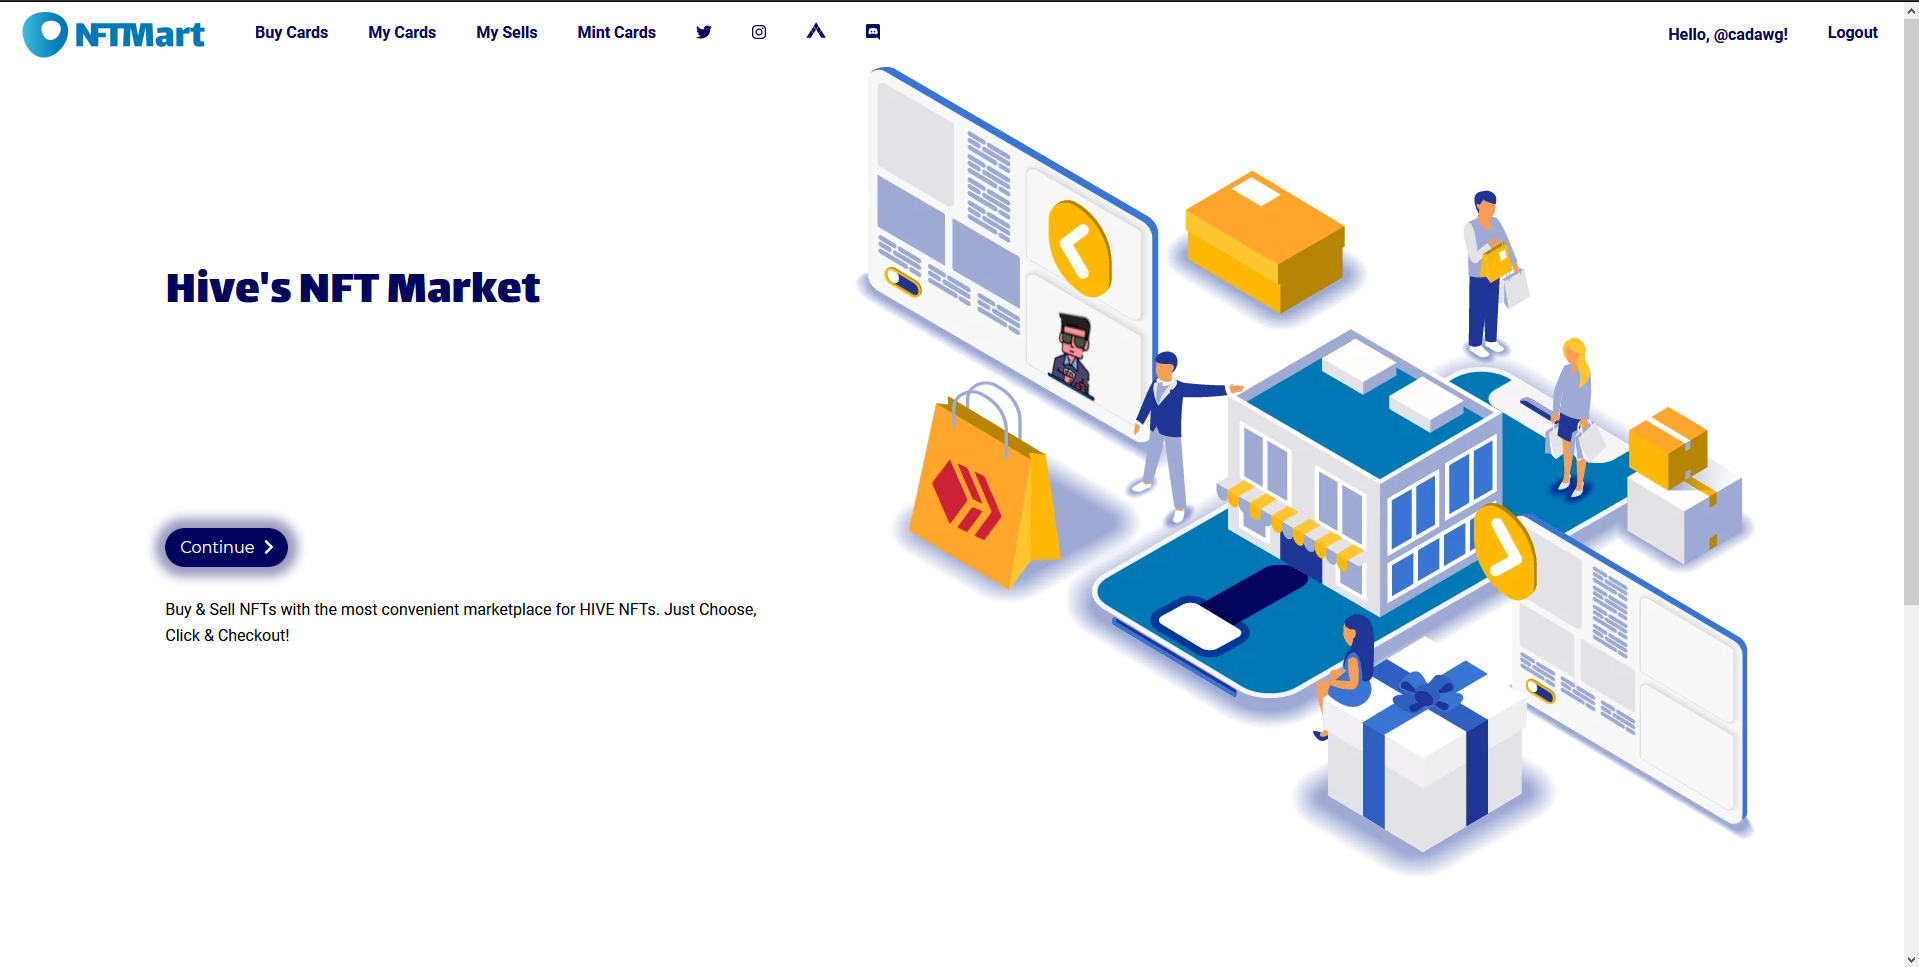 NFTMart
Buy Cards My Cards My Sells Mint Cards
Hello, @cadawg! Logout
Hive's NFT Market
Continue
Buy & Sell NFTs with the most convenient marketplace for HIVE NFTs. Just Choose,
Click & Checkout!